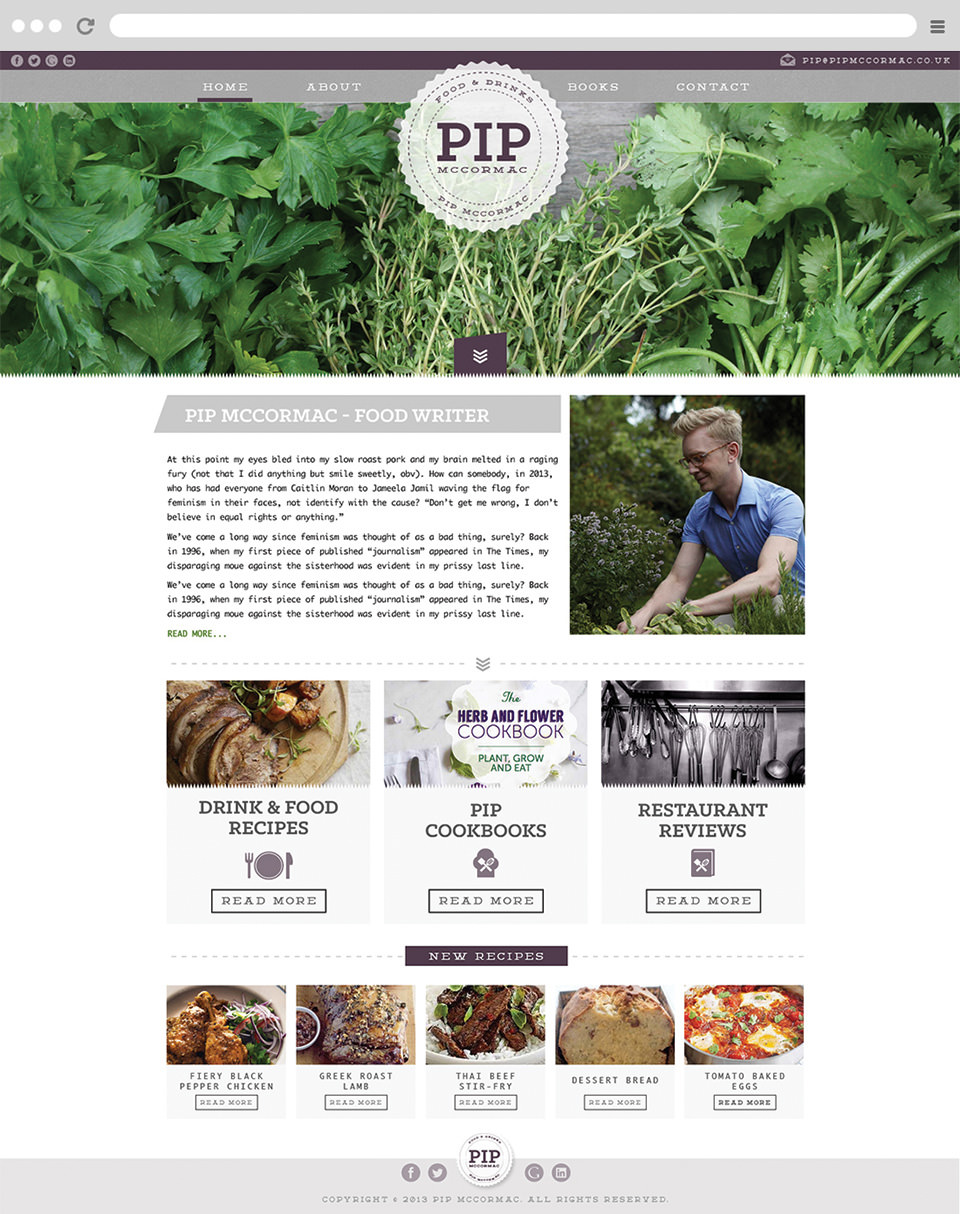 PIP@PIPMCCORMAC.CO.UK
HOME
ABOUT
BOOKS
CONTACT
FOOD & DRINKS
PIP
MCCORMAC
PIP MCCORMAC
PIP MCCORMAC - FOOD WRITER
At this point my eyes bled into my slow roast pork and my brain melted in a raging
fury (not that I did anything but smile sweetly, obv). How can somebody, in 2013,
who has had everyone from Caitlin Moran to Jameela Jamil waving the flag for
feminism in their faces, not identify with the cause? “Don’t get me wrong, I don’t
believe in equal rights or anything.”
We’ve come a long way since feminism was thought of as a bad thing, surely? Back
in 1996, when my first piece of published “journalism” appeared in The Times, my
disparaging moue against the sisterhood was evident in my prissy last line.
We’ve come a long way since feminism was thought of as a bad thing, surely? Back
in 1996, when my first piece of published “journalism” appeared in The Times, my
disparaging moue against the sisterhood was evident in my prissy last line.
READ MORE...
The
HERB AND FLOWER
COOKBOOK
PLANT, GROW
AND EAT
DRINK & FOOD
RECIPES
READ MORE
PIP
COOKBOOKS
READ MORE
RESTAURANT
REVIEWS
READ MORE
NEW RECIPES
FIERY BLACK
PEPPER CHICKEN
READ MORE
GREEK ROAST
LAMB
READ MORE
THAI BEEF
STIR-FRY
READ MORE
DESSERT BREAD
READ MORE
TOMATO BAKED
EGGS
READ MORE
FOOD & DRINKS
PIP
MCCORMAC
PIP MCCORMAC
COPYRIGHT © 2013 PIP MCCORMAC. ALL RIGHTS RESERVED.